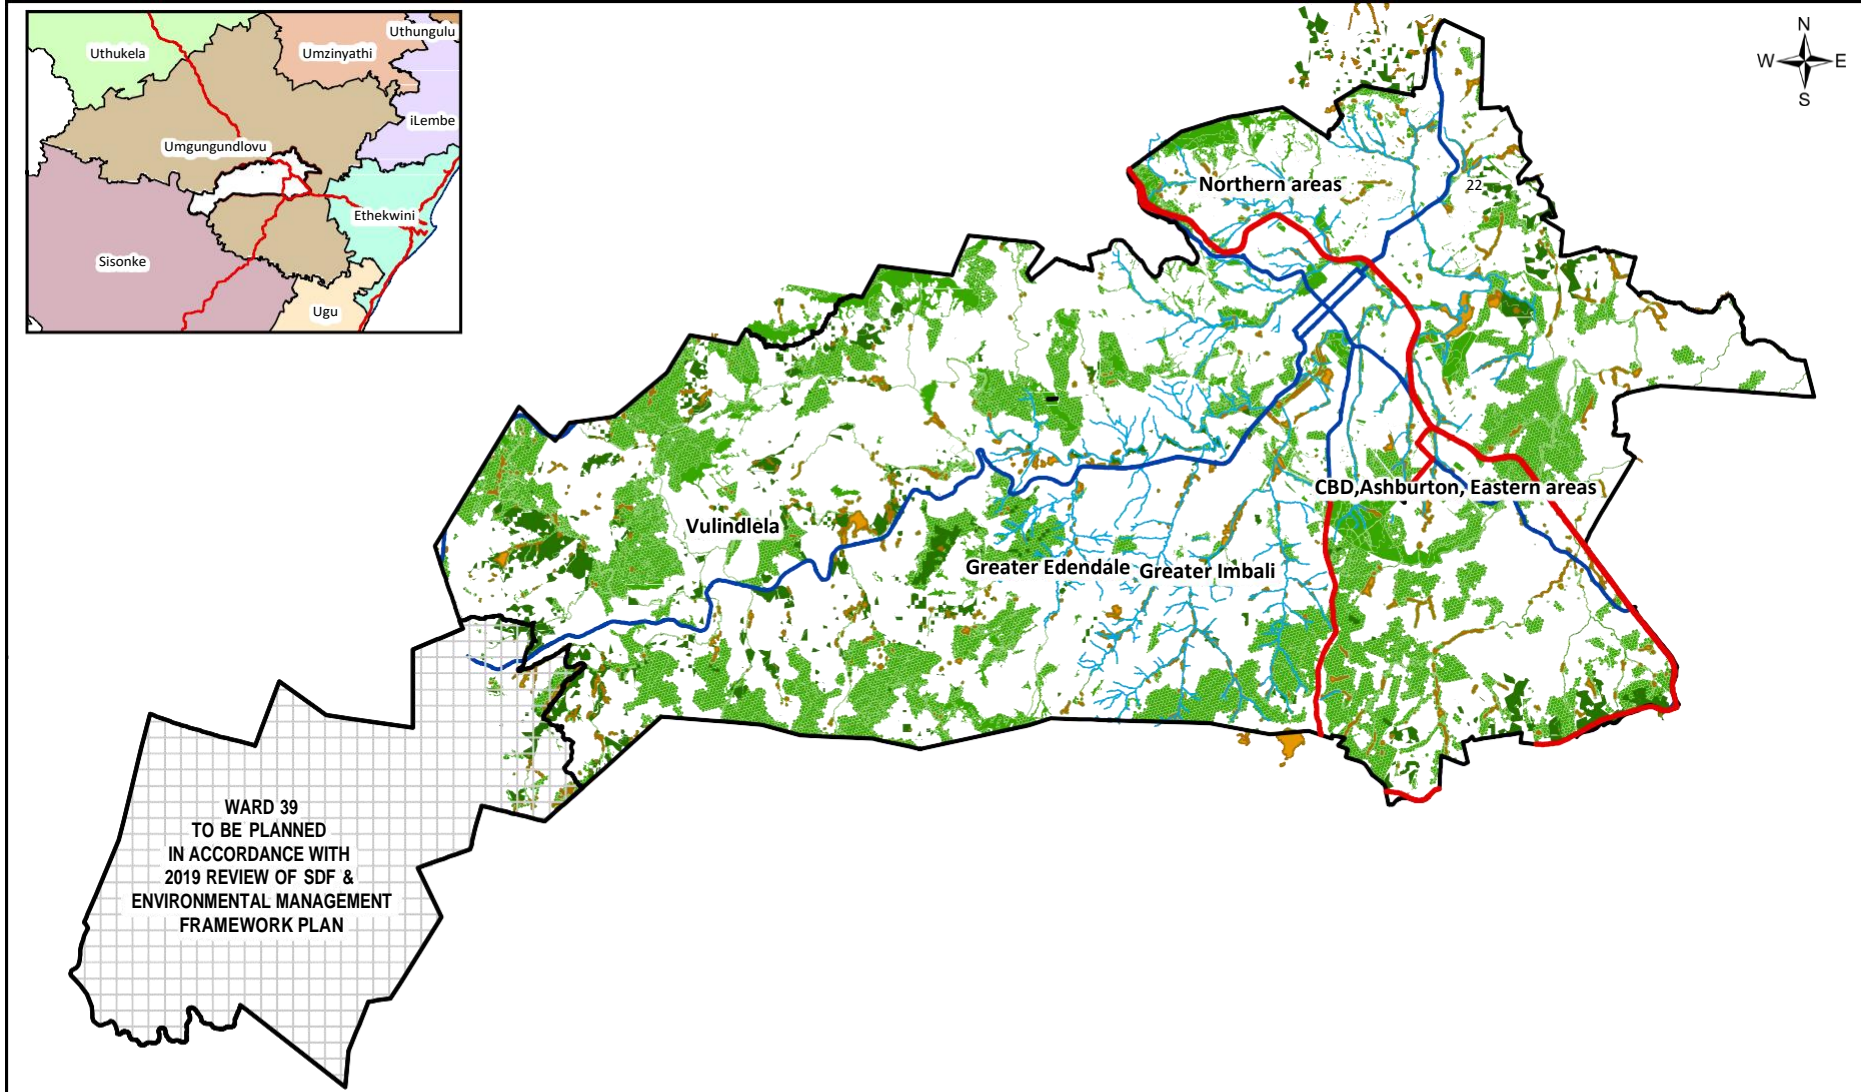 Uthukela
Umzinyathi
Uthungulu
iLembe
Umgungundlovu
Ethekwini
Sisonke
Ugu
N
W E
S
Northern areas
22
CBD,Ashburton, Eastern areas
Vulindlela
Greater Edendale
Greater Imbali
WARD 39
TO BE PLANNED
IN ACCORDANCE WITH
2019 REVIEW OF SDF &
ENVIRONMENTAL MANAGEMENT
FRAMEWORK PLAN